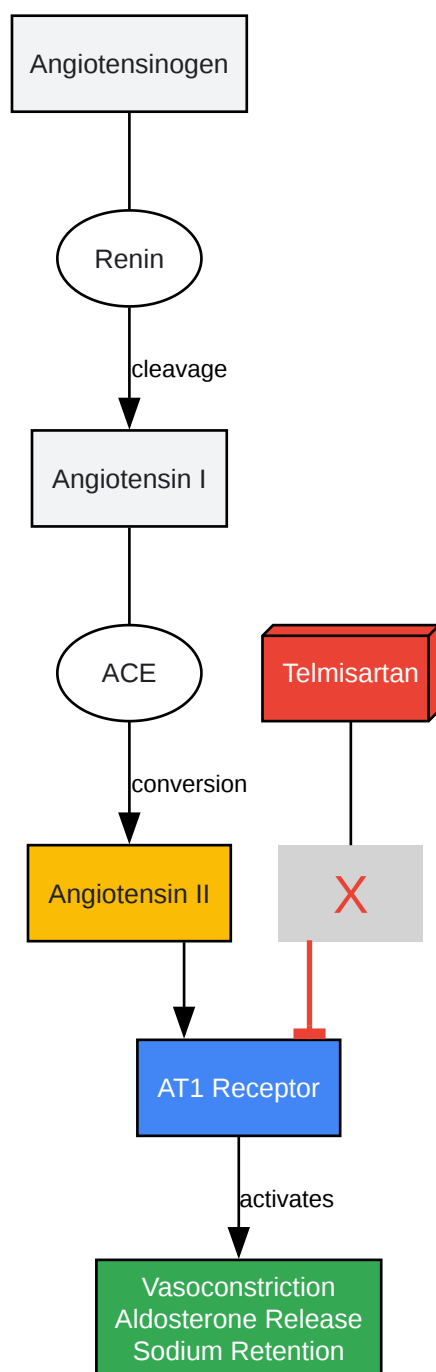 Angiotensinogen
Renin
cleavage
Angiotensin I
ACE
Telmisartan
conversion
Angiotensin II
X
AT1 Receptor
activates
Vasoconstriction
Aldosterone Release
Sodium Retention